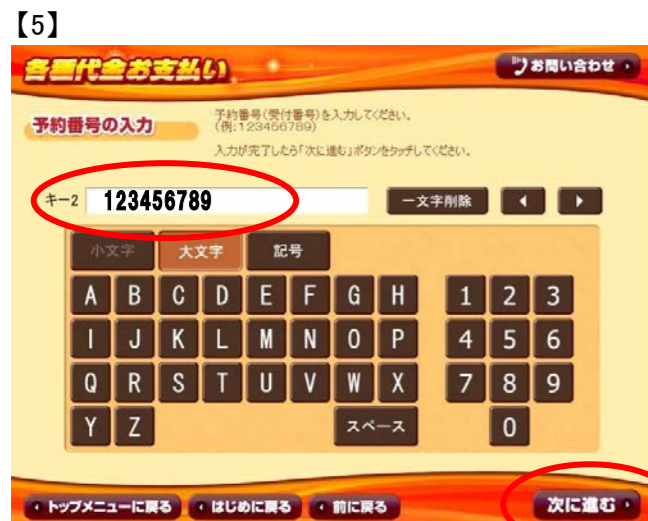 【5】
各種代金お支払い
お問い合わせ
予約番号の入力
予約番号(受付番号)を入力してください。
(例:123456789)
入力が完了したら「次に進む」ボタンをタッチしてください。
キー2 123456789 一文字削除
小文字 大文字 記号
A B C D E F G H 1 2 3
I J K L M N O P 4 5 6
Q R S T U V W X 7 8 9
Y Z スペース 0
トップメニューに戻る はじめに戻る 前に戻る 次に進む